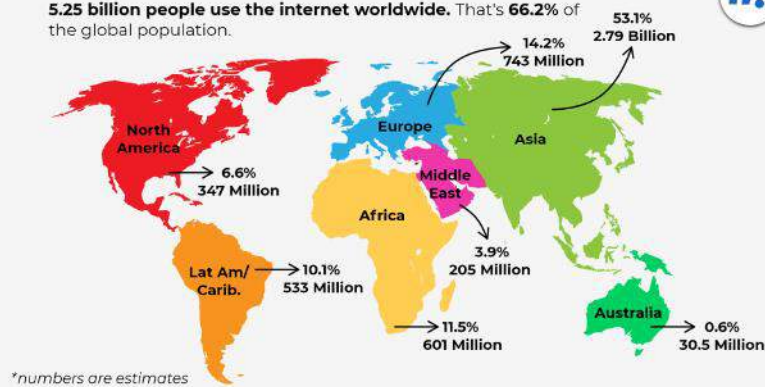 5.25 billion people use the internet worldwide. That's 66.2% of
the global population.
53.1%
2.79 Billion
14.2%
743 Million
North
America
Europe
Asia
6.6%
347 Million
Middle
East
Africa
3.9%
205 Million
Lat Am/
Carib.
10.1%
533 Million
Australia
0.6%
30.5 Million
11.5%
601 Million
*numbers are estimates